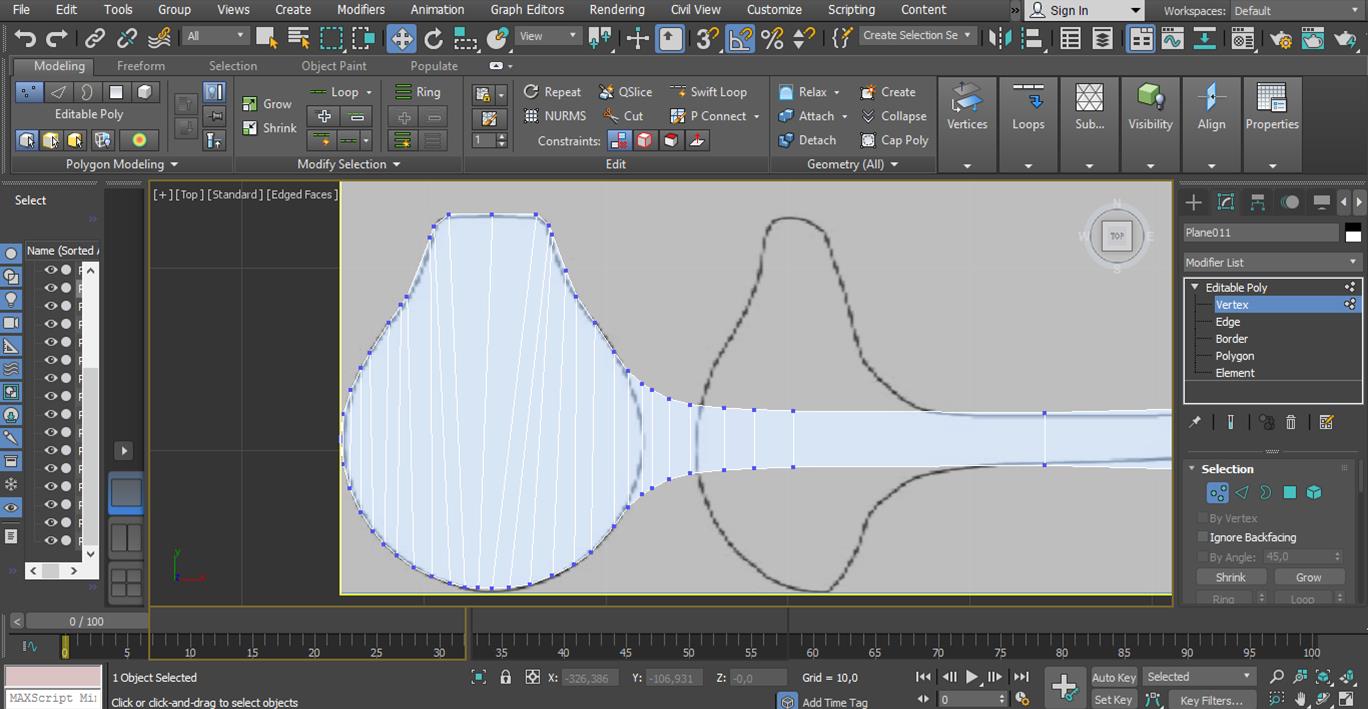 File Edit Tools Group Views Create Modifiers Animation Graph Editors Rendering Civil View Customize Scripting Content » Sign In Workspaces: Default
All View Create Selection Se
Modeling Freeform Selection Object Paint Populate
Editable Poly
Polygon Modeling
Grow
Shrink
Loop
Ring
Modify Selection
1
Repeat QSlice Swift Loop
NURMS Cut P Connect
Constraints:
Edit
Relax Create
Attach Collapse
Detach Cap Poly
Geometry (All)
Vertices Loops Sub... Visibility Align Properties
Select
Name (Sorted A
[+] [Top] [Standard] [Edged Faces]
N
W TOP E
S
y
x
Plane011
Modifier List
Editable Poly
Vertex
Edge
Border
Polygon
Element
Selection
By Vertex
Ignore Backfacing
By Angle: 45,0
Shrink Grow
Ring Loop
< 0 / 100
0 5 10 15 20 25 30 35 40 45 50 55 60 65 70 75 80 85 90 95 100
1 Object Selected
X: -326,386 Y: -106,931 Z: -0,0 Grid = 10,0
Auto Key Selected
MAXScript Mi
Click or click-and-drag to select objects
Add Time Tag
0
Set Key Key Filters...